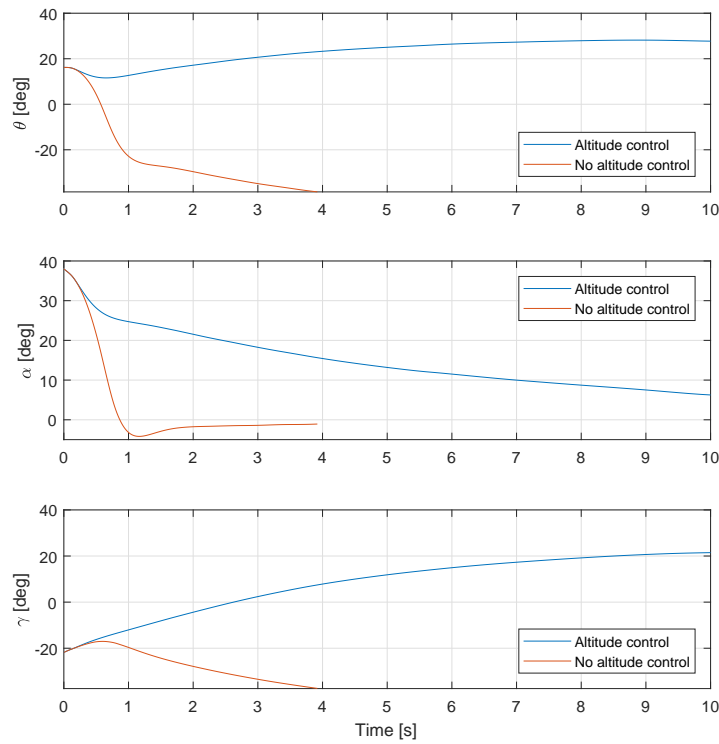 40
20
0
-20
θ [deg]
Altitude control
No altitude control
0 1 2 3 4 5 6 7 8 9 10
40
30
20
10
0
α [deg]
Altitude control
No altitude control
0 1 2 3 4 5 6 7 8 9 10
40
20
0
-20
γ [deg]
Altitude control
No altitude control
0 1 2 3 4 5 6 7 8 9 10
Time [s]